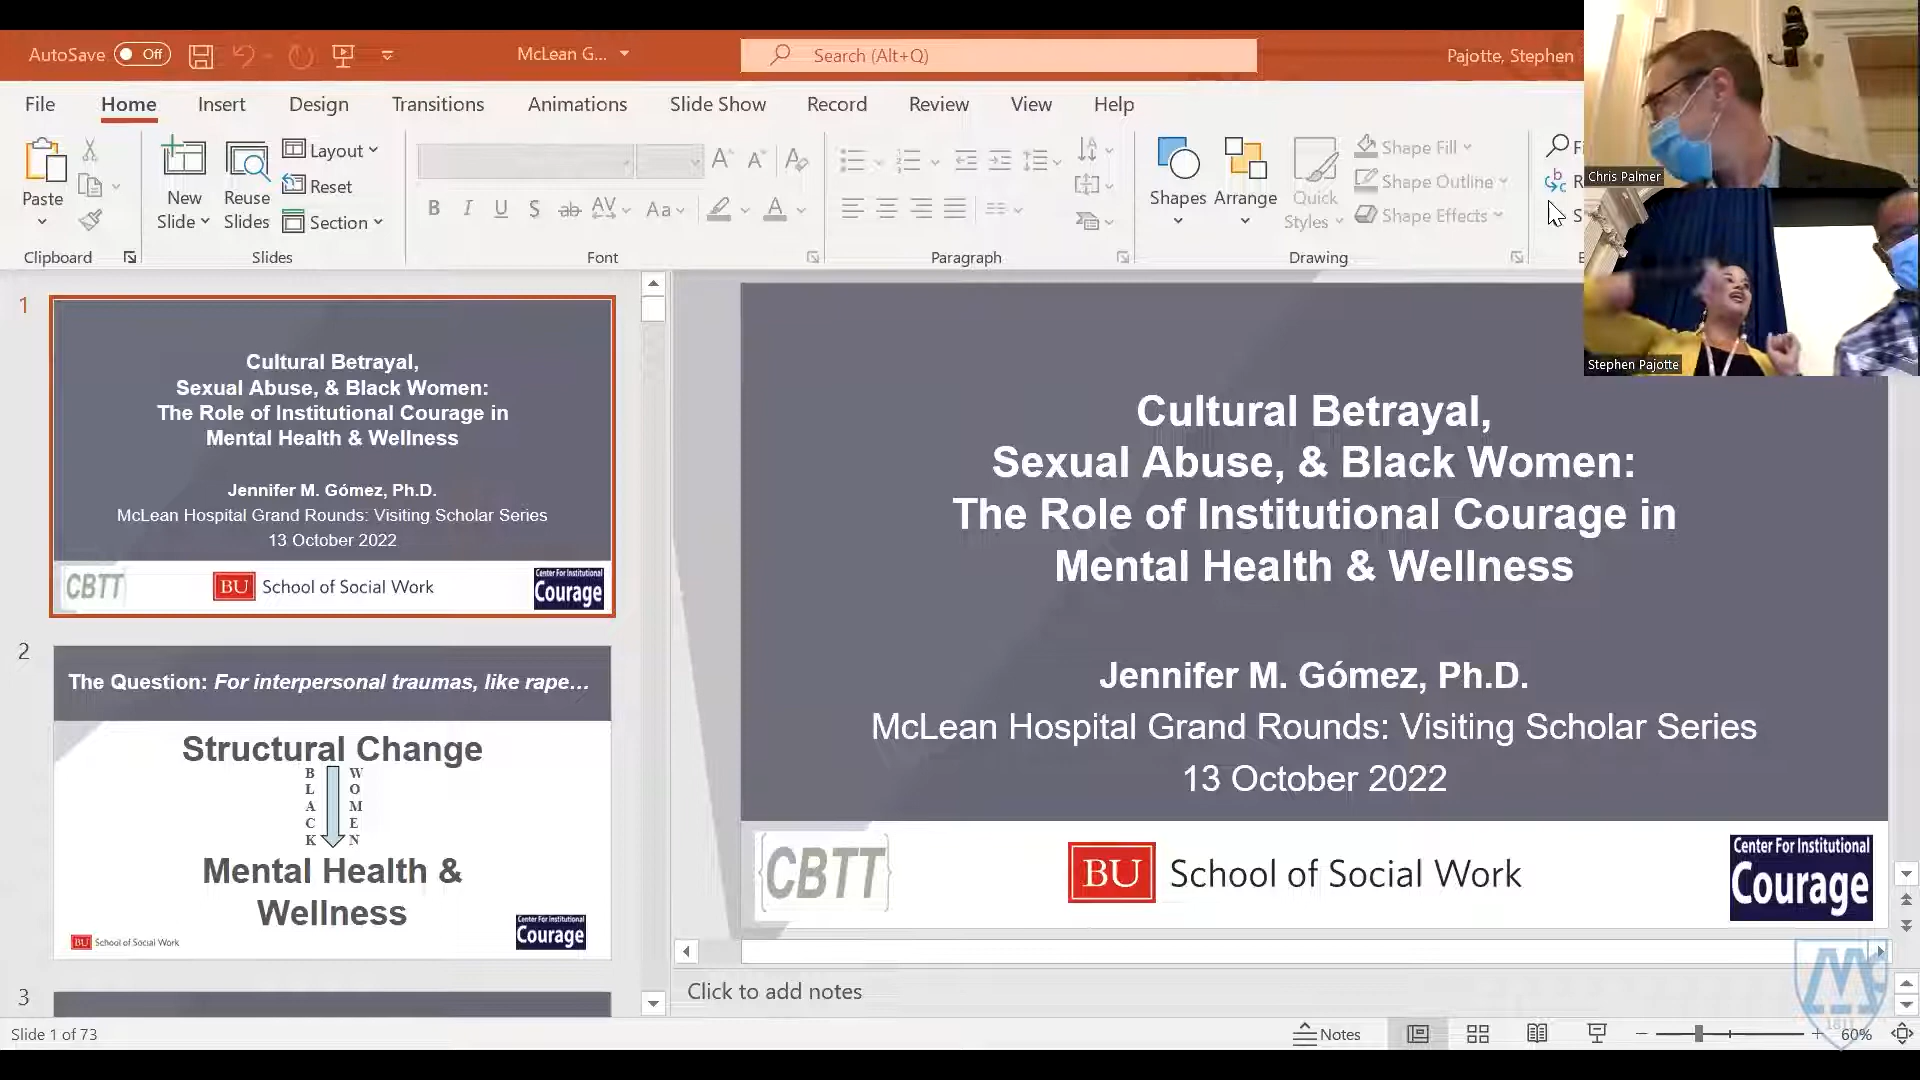 AutoSave Off
McLean G...
Search (Alt+Q)
Pajotte, Stephen
File Home Insert Design Transitions Animations Slide Show Record Review View Help
Paste
New
Slide
Reuse
Slides
Layout
Reset
Section
B I U S ab AV Aa A
Shapes
Arrange
Quick
Styles
Shape Fill
Shape Outline
Shape Effects
Clipboard
Slides
Font
Paragraph
Drawing
Chris Palmer
Stephen Pajotte
1
Cultural Betrayal,
Sexual Abuse, & Black Women:
The Role of Institutional Courage in
Mental Health & Wellness
Jennifer M. Gómez, Ph.D.
McLean Hospital Grand Rounds: Visiting Scholar Series
13 October 2022
CBTT
BU School of Social Work
Center For Institutional
Courage
2
The Question: For interpersonal traumas, like rape...
Structural Change
BLACK
WOMEN
Mental Health &
Wellness
BU School of Social Work
Center For Institutional
Courage
3
Cultural Betrayal,
Sexual Abuse, & Black Women:
The Role of Institutional Courage in
Mental Health & Wellness
Jennifer M. Gómez, Ph.D.
McLean Hospital Grand Rounds: Visiting Scholar Series
13 October 2022
CBTT
BU School of Social Work
Center For Institutional
Courage
Click to add notes
Slide 1 of 73
Notes
60%
M
1811